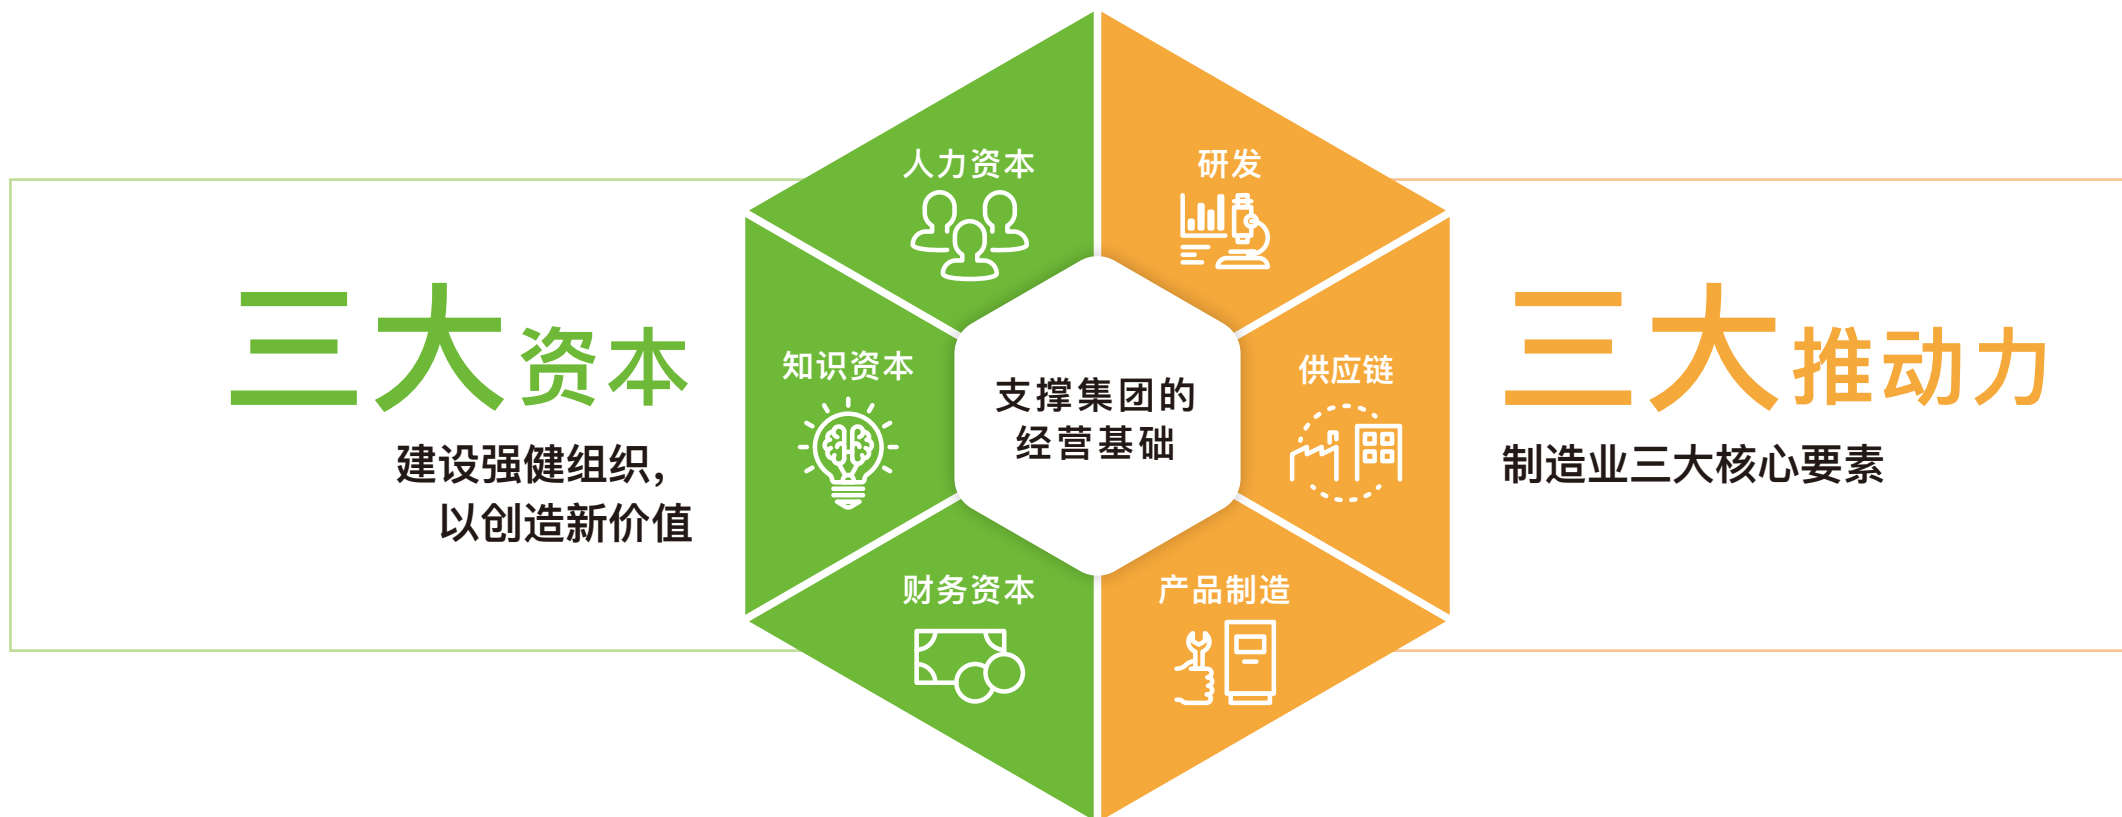 三大资本
建设强健组织，
以创造新价值
人力资本
知识资本
财务资本
支撑集团的
经营基础
研发
供应链
产品制造
三大推动力
制造业三大核心要素